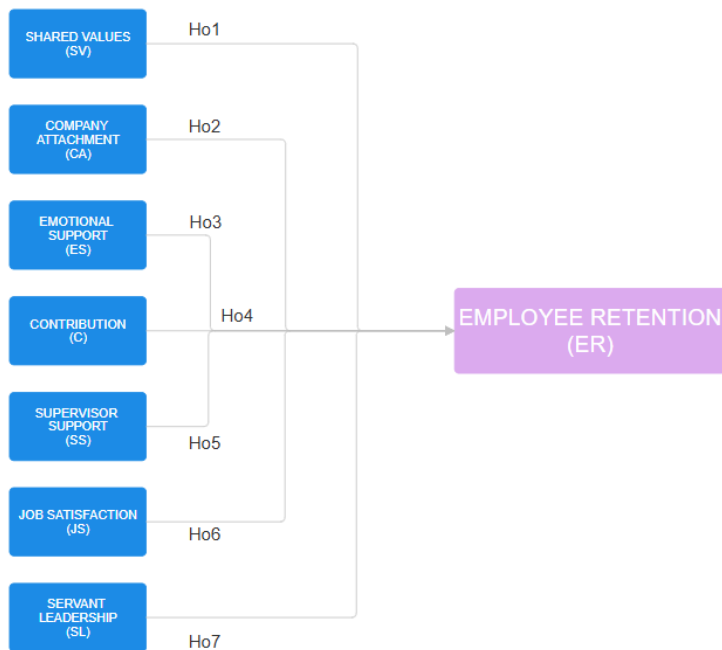 SHARED VALUES
(SV)
Ho1
COMPANY
ATTACHMENT
(CA)
Ho2
EMOTIONAL
SUPPORT
(ES)
Ho3
CONTRIBUTION
(C)
Ho4
EMPLOYEE RETENTION
(ER)
SUPERVISOR
SUPPORT
(SS)
Ho5
JOB SATISFACTION
(JS)
Ho6
SERVANT
LEADERSHIP
(SL)
Ho7